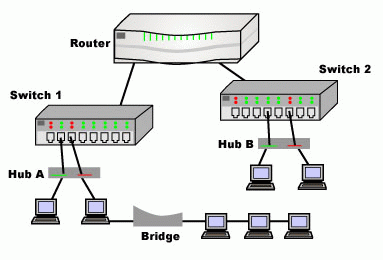 Router
Switch 2
Switch 1
Hub B
Hub A
Bridge